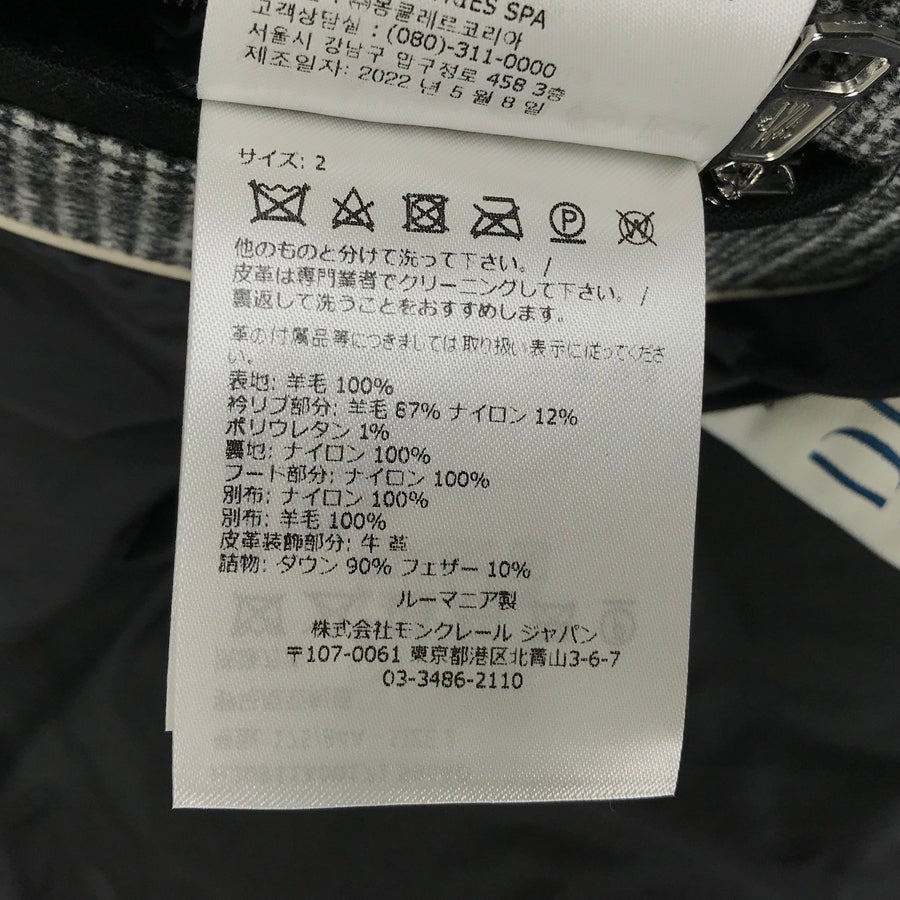 RIES SPA
㈜몽클레르코리아
고객상담실 : (080)-311-0000
서울시 강남구 압구정로 458 3층
제조일자: 2022 년 5 월 8 일
サイズ: 2
P
W
他のものと分けて洗って下さい。/
皮革は専門業者でクリーニングして下さい。/
裏返して洗うことをおすすめします。
革の付属品等につきましては取り扱い表示に従ってくださ
い。
表地: 羊毛 100%
衿リブ部分: 羊毛 87% ナイロン 12%
ポリウレタン 1%
裏地: ナイロン 100%
フード部分: ナイロン 100%
別布: ナイロン 100%
別布: 羊毛 100%
皮革装飾部分: 牛 革
詰物: ダウン 90% フェザー 10%
ルーマニア製
株式会社モンクレール ジャパン
〒107-0061 東京都港区北青山3-6-7
03-3486-2110